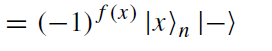 = (−1)^{f(x)} |x⟩_n |−⟩